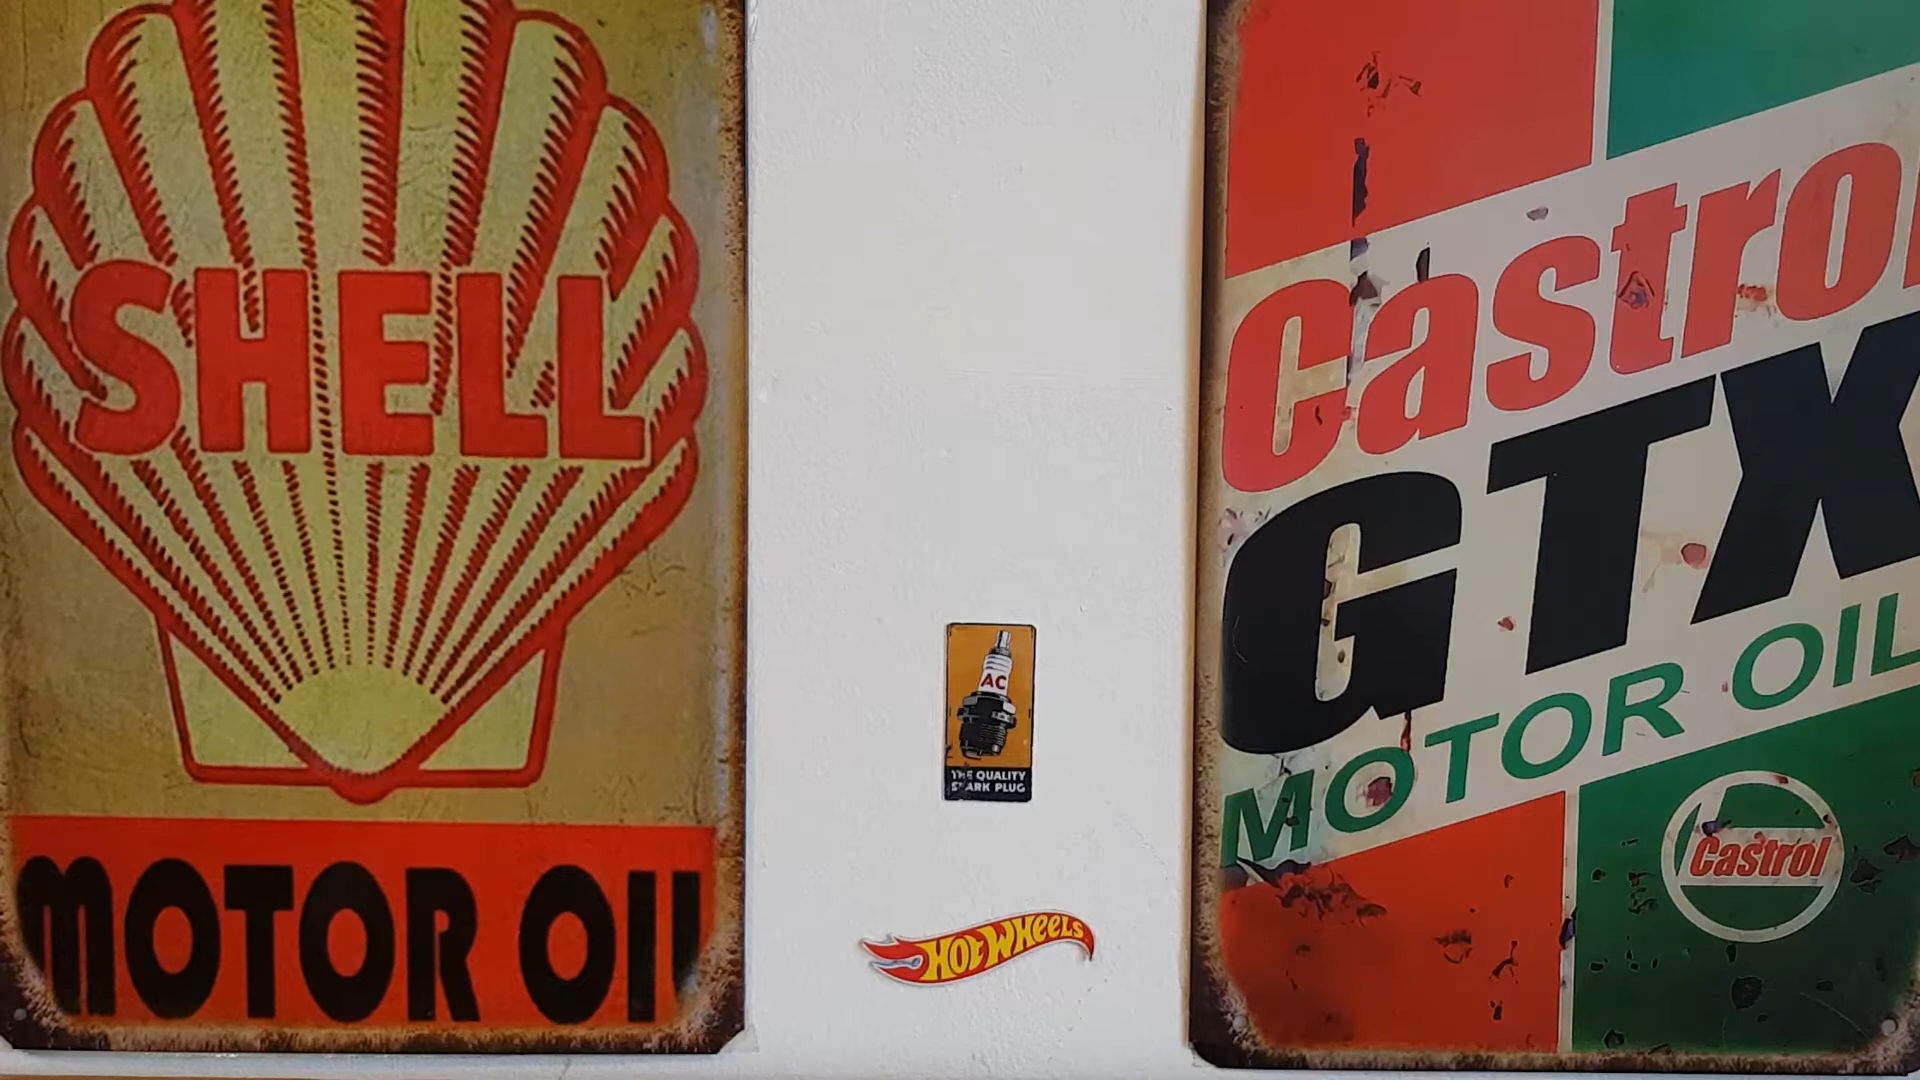 SHELL
MOTOR OIL
AC
THE QUALITY
SPARK PLUG
HOT WHEELS
Castrol
GTX
MOTOR OIL
Castrol